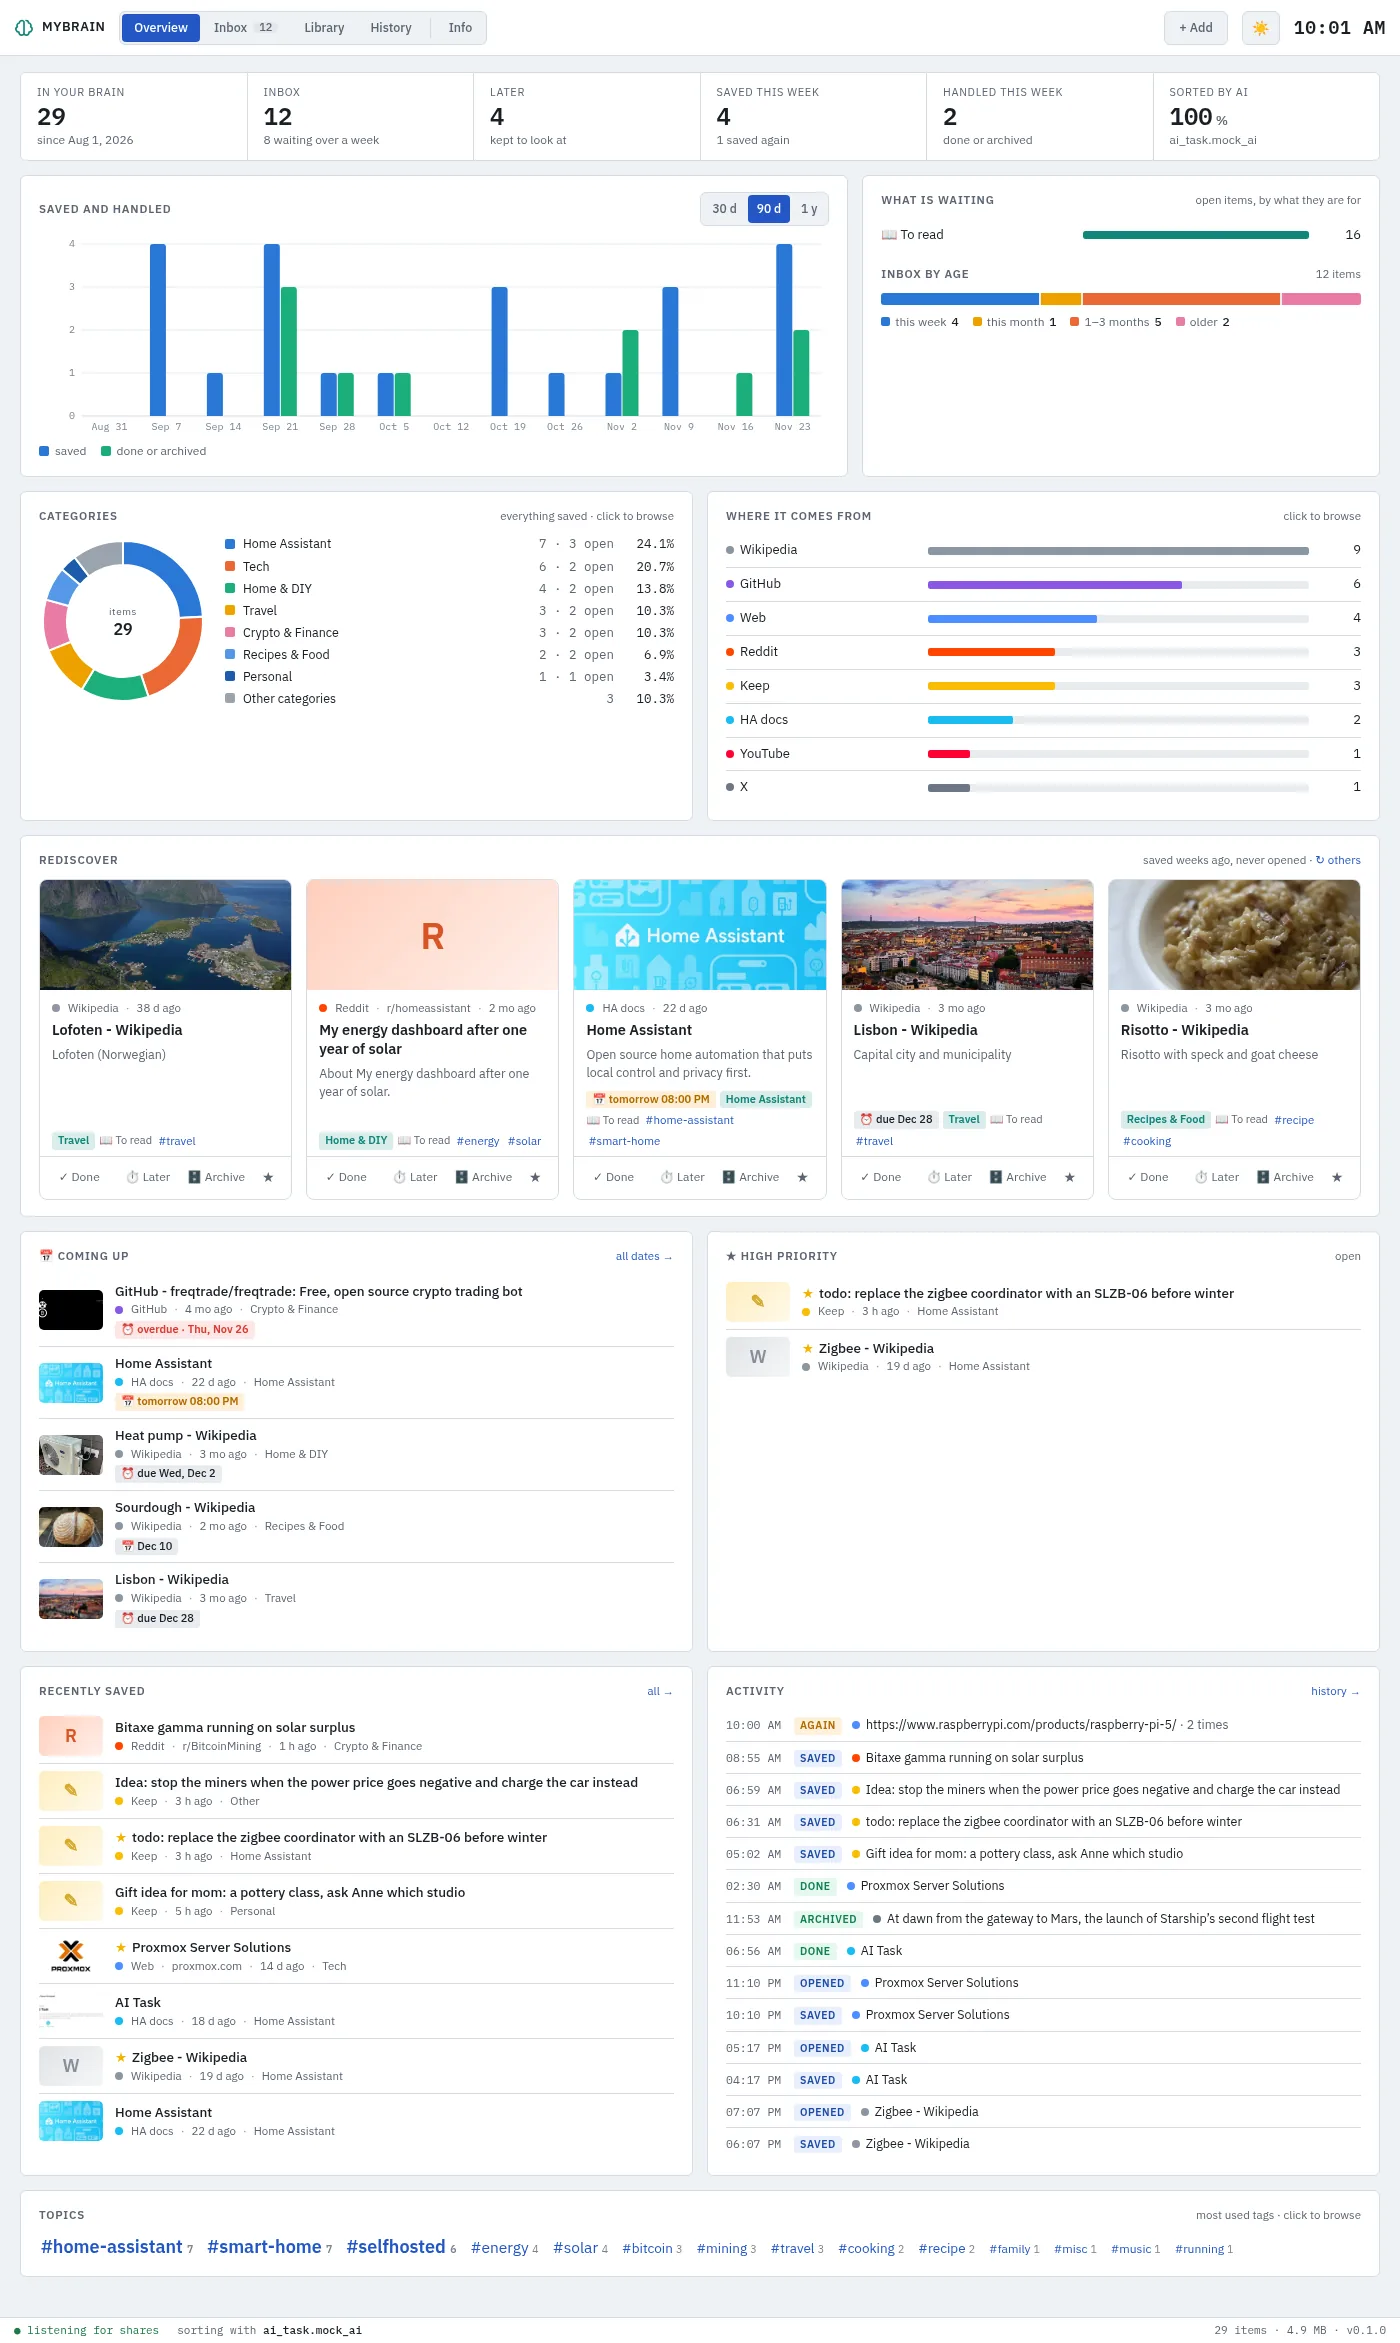 MYBRAIN
Overview
Inbox 12
Library
History
Info
+ Add
10:01 AM
IN YOUR BRAIN
29
since Aug 1, 2026
INBOX
12
8 waiting over a week
LATER
4
kept to look at
SAVED THIS WEEK
4
1 saved again
HANDLED THIS WEEK
2
done or archived
SORTED BY AI
100 %
ai_task.mock_ai
SAVED AND HANDLED
30 d 90 d 1 y
4
3
2
1
0
Aug 31 Sep 7 Sep 14 Sep 21 Sep 28 Oct 5 Oct 12 Oct 19 Oct 26 Nov 2 Nov 9 Nov 16 Nov 23
saved done or archived
WHAT IS WAITING
open items, by what they are for
To read 16
INBOX BY AGE 12 items
this week 4 this month 1 1–3 months 5 older 2
CATEGORIES
everything saved · click to browse
items
29
Home Assistant 7 · 3 open 24.1%
Tech 6 · 2 open 20.7%
Home & DIY 4 · 2 open 13.8%
Travel 3 · 2 open 10.3%
Crypto & Finance 3 · 2 open 10.3%
Recipes & Food 2 · 2 open 6.9%
Personal 1 · 1 open 3.4%
Other categories 3 10.3%
WHERE IT COMES FROM
click to browse
Wikipedia 9
GitHub 6
Web 4
Reddit 3
Keep 3
HA docs 2
YouTube 1
X 1
REDISCOVER
saved weeks ago, never opened · ↻ others
Wikipedia · 38 d ago
Lofoten - Wikipedia
Lofoten (Norwegian)
Travel To read #travel
✓ Done Later Archive ★
R
Reddit · r/homeassistant · 2 mo ago
My energy dashboard after one
year of solar
About My energy dashboard after one
year of solar.
Home & DIY To read #energy #solar
✓ Done Later Archive ★
Home Assistant
HA docs · 22 d ago
Home Assistant
Open source home automation that puts
local control and privacy first.
tomorrow 08:00 PM Home Assistant
To read #home-assistant
#smart-home
✓ Done Later Archive ★
Wikipedia · 3 mo ago
Lisbon - Wikipedia
Capital city and municipality
due Dec 28 Travel To read
#travel
✓ Done Later Archive ★
Wikipedia · 3 mo ago
Risotto - Wikipedia
Risotto with speck and goat cheese
Recipes & Food To read #recipe
#cooking
✓ Done Later Archive ★
COMING UP
all dates →
GitHub - freqtrade/freqtrade: Free, open source crypto trading bot
GitHub · 4 mo ago · Crypto & Finance
overdue · Thu, Nov 26
Home Assistant
Home Assistant
HA docs · 22 d ago · Home Assistant
tomorrow 08:00 PM
Heat pump - Wikipedia
Wikipedia · 3 mo ago · Home & DIY
due Wed, Dec 2
Sourdough - Wikipedia
Wikipedia · 2 mo ago · Recipes & Food
Dec 10
Lisbon - Wikipedia
Wikipedia · 3 mo ago · Travel
due Dec 28
★ HIGH PRIORITY
open
★ todo: replace the zigbee coordinator with an SLZB-06 before winter
Keep · 3 h ago · Home Assistant
W
★ Zigbee - Wikipedia
Wikipedia · 19 d ago · Home Assistant
RECENTLY SAVED
all →
R
Bitaxe gamma running on solar surplus
Reddit · r/BitcoinMining · 1 h ago · Crypto & Finance
Idea: stop the miners when the power price goes negative and charge the car instead
Keep · 3 h ago · Other
★ todo: replace the zigbee coordinator with an SLZB-06 before winter
Keep · 3 h ago · Home Assistant
Gift idea for mom: a pottery class, ask Anne which studio
Keep · 5 h ago · Personal
PROXMOX
★ Proxmox Server Solutions
Web · proxmox.com · 14 d ago · Tech
AI Task
HA docs · 18 d ago · Home Assistant
W
★ Zigbee - Wikipedia
Wikipedia · 19 d ago · Home Assistant
Home Assistant
Home Assistant
HA docs · 22 d ago · Home Assistant
ACTIVITY
history →
10:00 AM AGAIN https://www.raspberrypi.com/products/raspberry-pi-5/ · 2 times
08:55 AM SAVED Bitaxe gamma running on solar surplus
06:59 AM SAVED Idea: stop the miners when the power price goes negative and charge the car instead
06:31 AM SAVED todo: replace the zigbee coordinator with an SLZB-06 before winter
05:02 AM SAVED Gift idea for mom: a pottery class, ask Anne which studio
02:30 AM DONE Proxmox Server Solutions
11:53 AM ARCHIVED At dawn from the gateway to Mars, the launch of Starship’s second flight test
06:56 AM DONE AI Task
11:10 PM OPENED Proxmox Server Solutions
10:10 PM SAVED Proxmox Server Solutions
05:17 PM OPENED AI Task
04:17 PM SAVED AI Task
07:07 PM OPENED Zigbee - Wikipedia
06:07 PM SAVED Zigbee - Wikipedia
TOPICS
most used tags · click to browse
#home-assistant 7 #smart-home 7 #selfhosted 6 #energy 4 #solar 4 #bitcoin 3 #mining 3 #travel 3 #cooking 2 #recipe 2 #family 1 #misc 1 #music 1 #running 1
listening for shares sorting with ai_task.mock_ai
29 items · 4.9 MB · v0.1.0